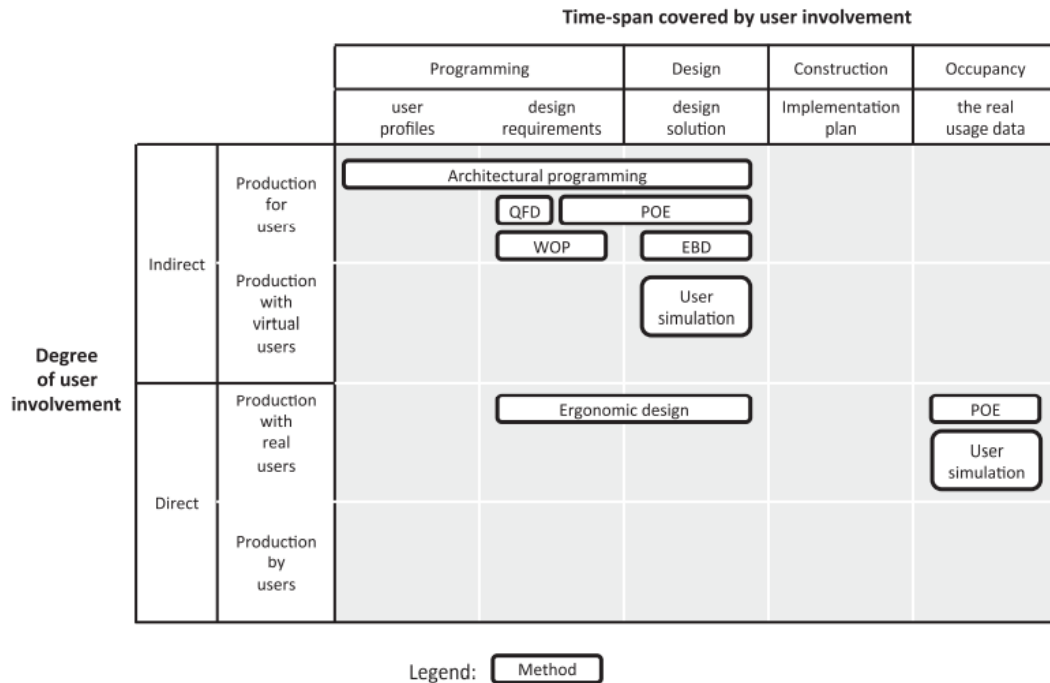 Time-span covered by user involvement
Programming
Design
Construction
Occupancy
user
profiles
design
requirements
design
solution
Implementation
plan
the real
usage data
Degree
of user
involvement
Indirect
Production
for
users
Architectural programming
QFD
POE
WOP
EBD
Production
with
virtual
users
User
simulation
Direct
Production
with
real
users
Ergonomic design
POE
User
simulation
Production
by
users
Legend:
Method